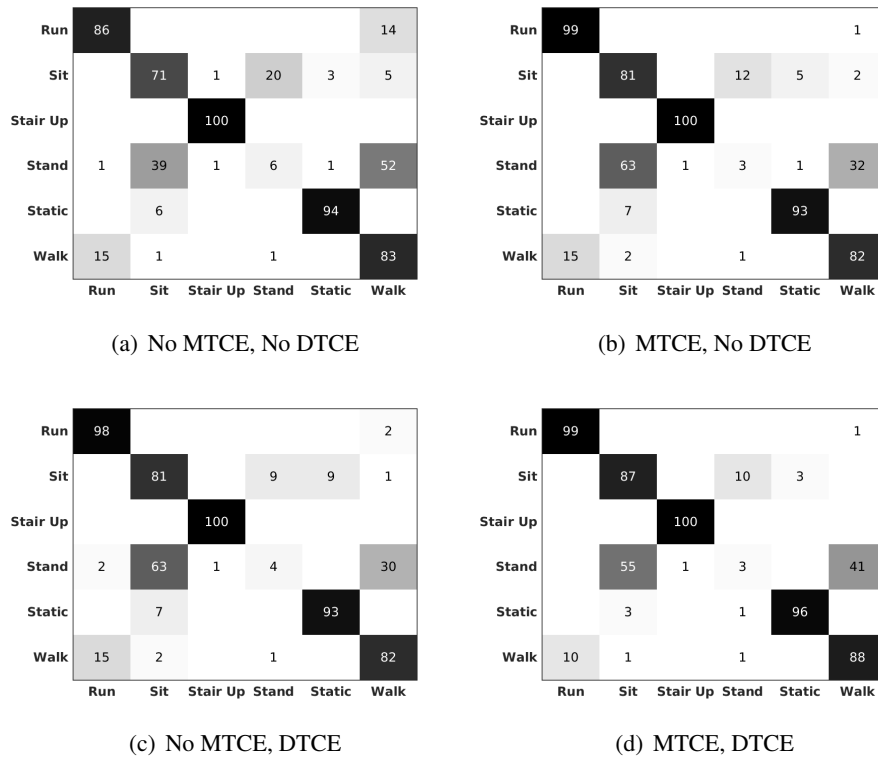 Run 86 14
Sit 71 1 20 3 5
Stair Up 100
Stand 1 39 1 6 1 52
Static 6 94
Walk 15 1 1 83
Run Sit Stair Up Stand Static Walk
(a) No MTCE, No DTCE
Run 99 1
Sit 81 12 5 2
Stair Up 100
Stand 63 1 3 1 32
Static 7 93
Walk 15 2 1 82
Run Sit Stair Up Stand Static Walk
(b) MTCE, No DTCE
Run 98 2
Sit 81 9 9 1
Stair Up 100
Stand 2 63 1 4 30
Static 7 93
Walk 15 2 1 82
Run Sit Stair Up Stand Static Walk
(c) No MTCE, DTCE
Run 99 1
Sit 87 10 3
Stair Up 100
Stand 55 1 3 41
Static 3 1 96
Walk 10 1 1 88
Run Sit Stair Up Stand Static Walk
(d) MTCE, DTCE